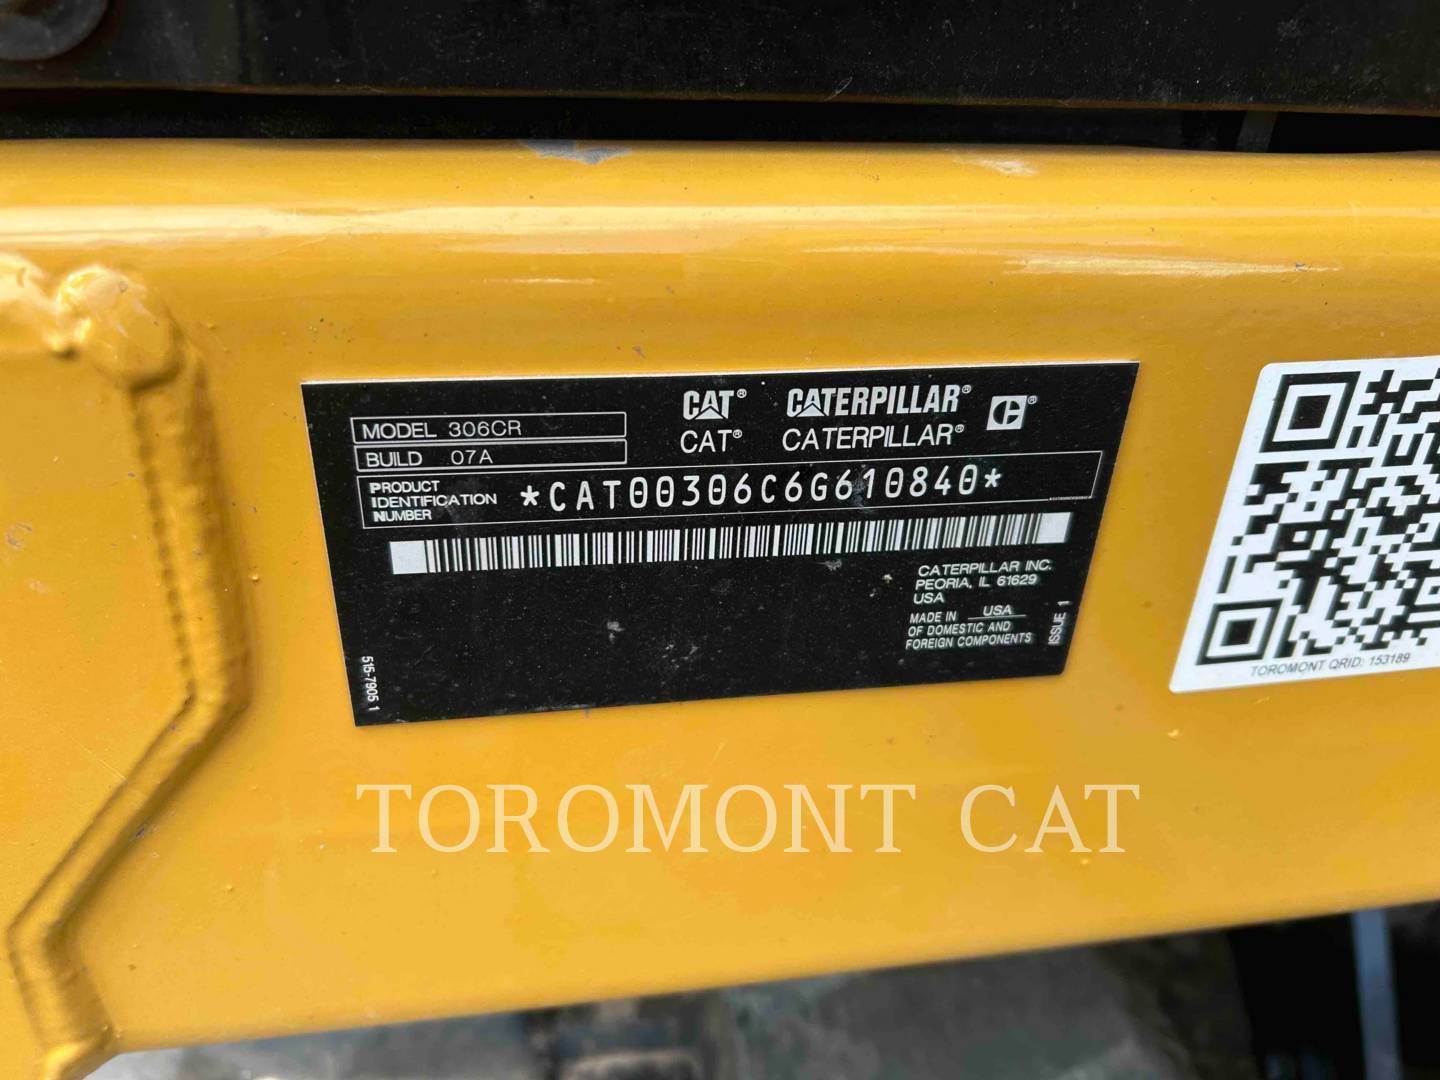 CAT® CATERPILLAR® C®
CAT® CATERPILLAR®
MODEL 306CR
BUILD 07A
PRODUCT
IDENTIFICATION
NUMBER
*CAT00306C6G610840*
CATERPILLAR INC.
PEORIA, IL 61629
USA
MADE IN USA
OF DOMESTIC AND
FOREIGN COMPONENTS
ISSUE 1
515-7905 1
TOROMONT QRID: 153189
TOROMONT CAT